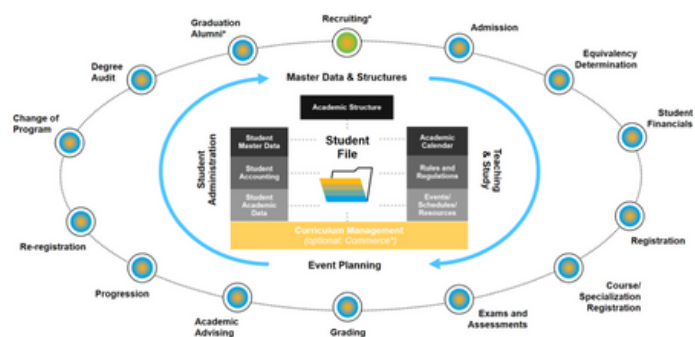 Recruiting*
Admission
Equivalency
Determination
Student
Financials
Registration
Course/
Specialization
Registration
Exams and
Assessments
Grading
Academic
Advising
Progression
Re-registration
Change of
Program
Degree
Audit
Graduation
Alumni*
Master Data & Structures
Academic Structure
Student Administration
Student
Master Data
Student
Accounting
Student
Academic
Data
Student
File
Academic
Calendar
Rules and
Regulations
Events/
Schedules/
Resources
Teaching
& Study
Curriculum Management
(optional: Commerce*)
Event Planning